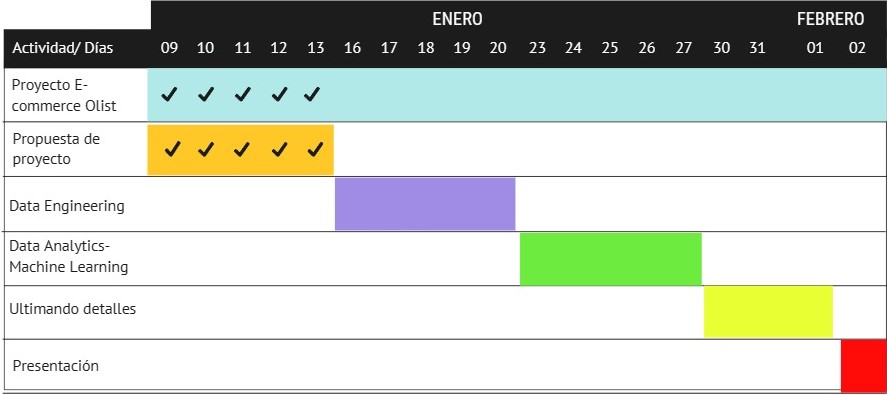 ENERO FEBRERO
Actividad/ Días 09 10 11 12 13 16 17 18 19 20 23 24 25 26 27 30 31 01 02
Proyecto E-
commerce Olist
Propuesta de
proyecto
Data Engineering
Data Analytics-
Machine Learning
Ultimando detalles
Presentación